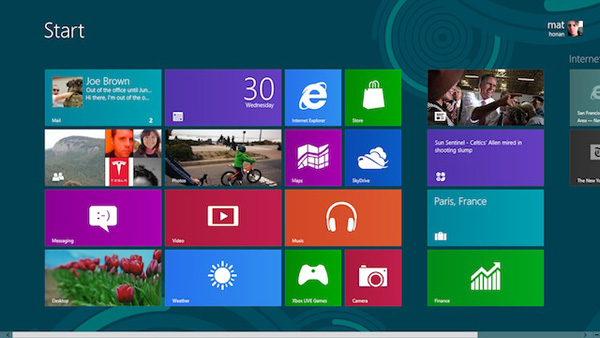 Start
mat
honan
Internet
Joe Brown
Out of the office until Jun...
Hi there, I'm out of the o...
Mail
2
30
Wednesday
Internet Explorer
Store
San Francisco
Area —
TESLA
Photos
Maps
SkyDrive
Sun Sentinel - Celtics' Allen mired in
shooting slump
The New
Messaging
:-)
Video
Music
Paris, France
Desktop
Weather
Xbox LIVE Games
Camera
Finance